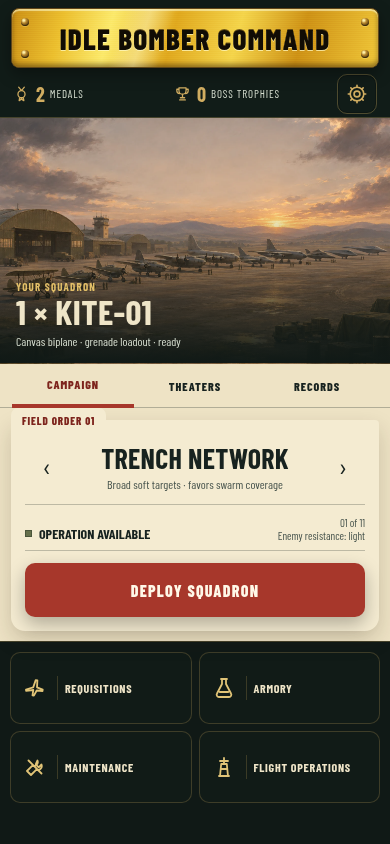 IDLE BOMBER COMMAND
2 MEDALS
0 BOSS TROPHIES
YOUR SQUADRON
1 × KITE-01
Canvas biplane · grenade loadout · ready
CAMPAIGN THEATERS RECORDS
FIELD ORDER 01
‹ TRENCH NETWORK ›
Broad soft targets · favors swarm coverage
OPERATION AVAILABLE
01 of 11
Enemy resistance: light
DEPLOY SQUADRON
REQUISITIONS
ARMORY
MAINTENANCE
FLIGHT OPERATIONS